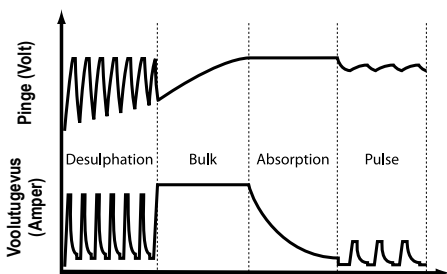 Pinge (Volt)
Desulphation
Bulk
Absorption
Pulse
Voolutugevus
(Amper)